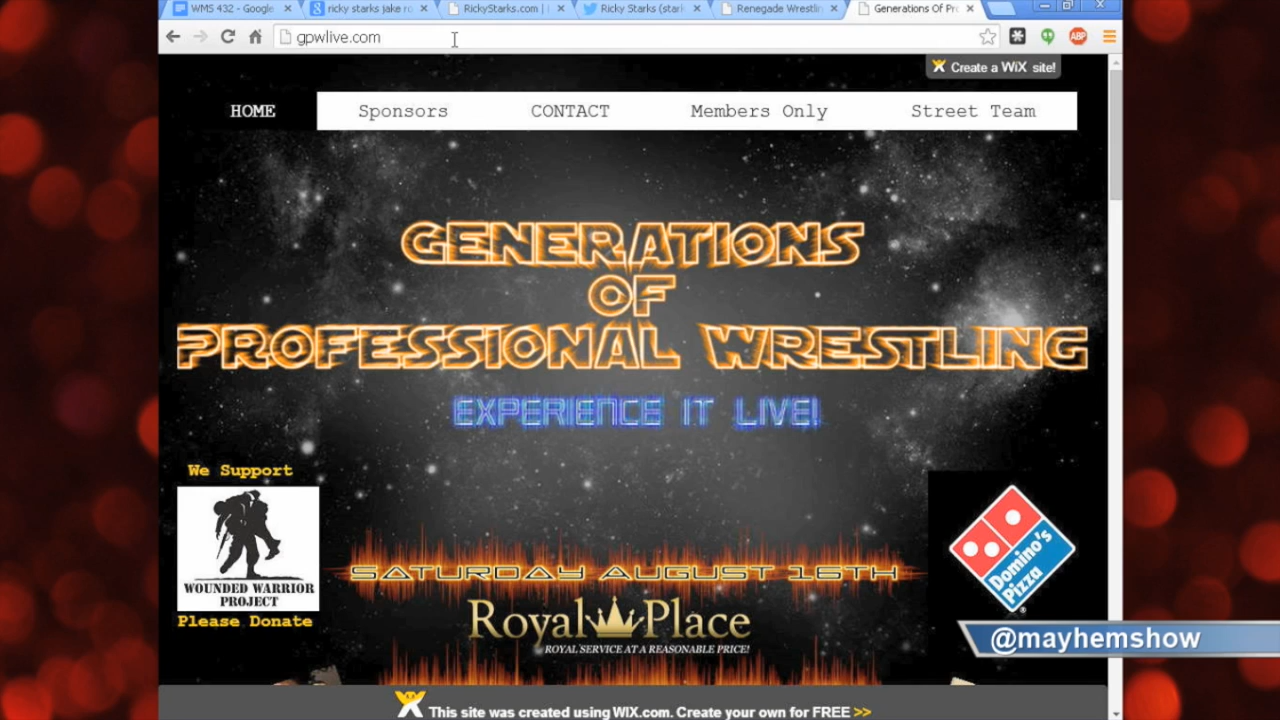 WMS 432 - Google
ricky starks jake ro
RickyStarks.com |
Ricky Starks (star
Renegade Wrestlin
Generations Of Pr
gpwlive.com
ABP
Create a WiX site!
HOME
Sponsors
CONTACT
Members Only
Street Team
GENERATIONS
OF
PROFESSIONAL WRESTLING
EXPERIENCE IT LIVE!
We Support
WOUNDED WARRIOR
PROJECT
Please Donate
Domino's
Pizza
SATURDAY AUGUST 16TH
Royal Place
ROYAL SERVICE AT A REASONABLE PRICE!
@mayhemshow
This site was created using WIX.com. Create your own for FREE >>